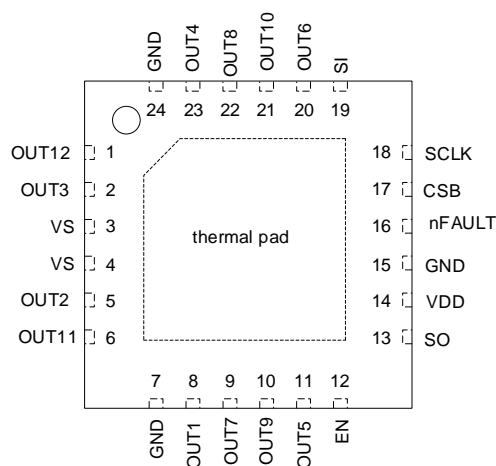 GND
OUT4
OUT8
OUT10
OUT6
SI
24
23
22
21
20
19
OUT12 1
18 SCLK
OUT3 2
17 CSB
VS 3
16 nFAULT
thermal pad
VS 4
15 GND
OUT2 5
14 VDD
OUT11 6
13 SO
7
8
9
10
11
12
GND
OUT1
OUT7
OUT9
OUT5
EN